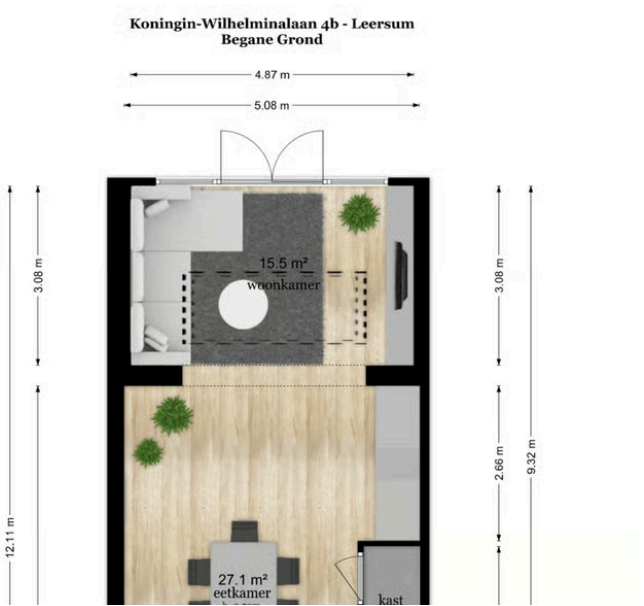 Koningin-Wilhelminalaan 4b - Leersum
Begane Grond
4.87 m
5.08 m
3.08 m
15.5 m²
woonkamer
3.08 m
2.66 m
9.32 m
12.11 m
27.1 m²
eetkamer
kast